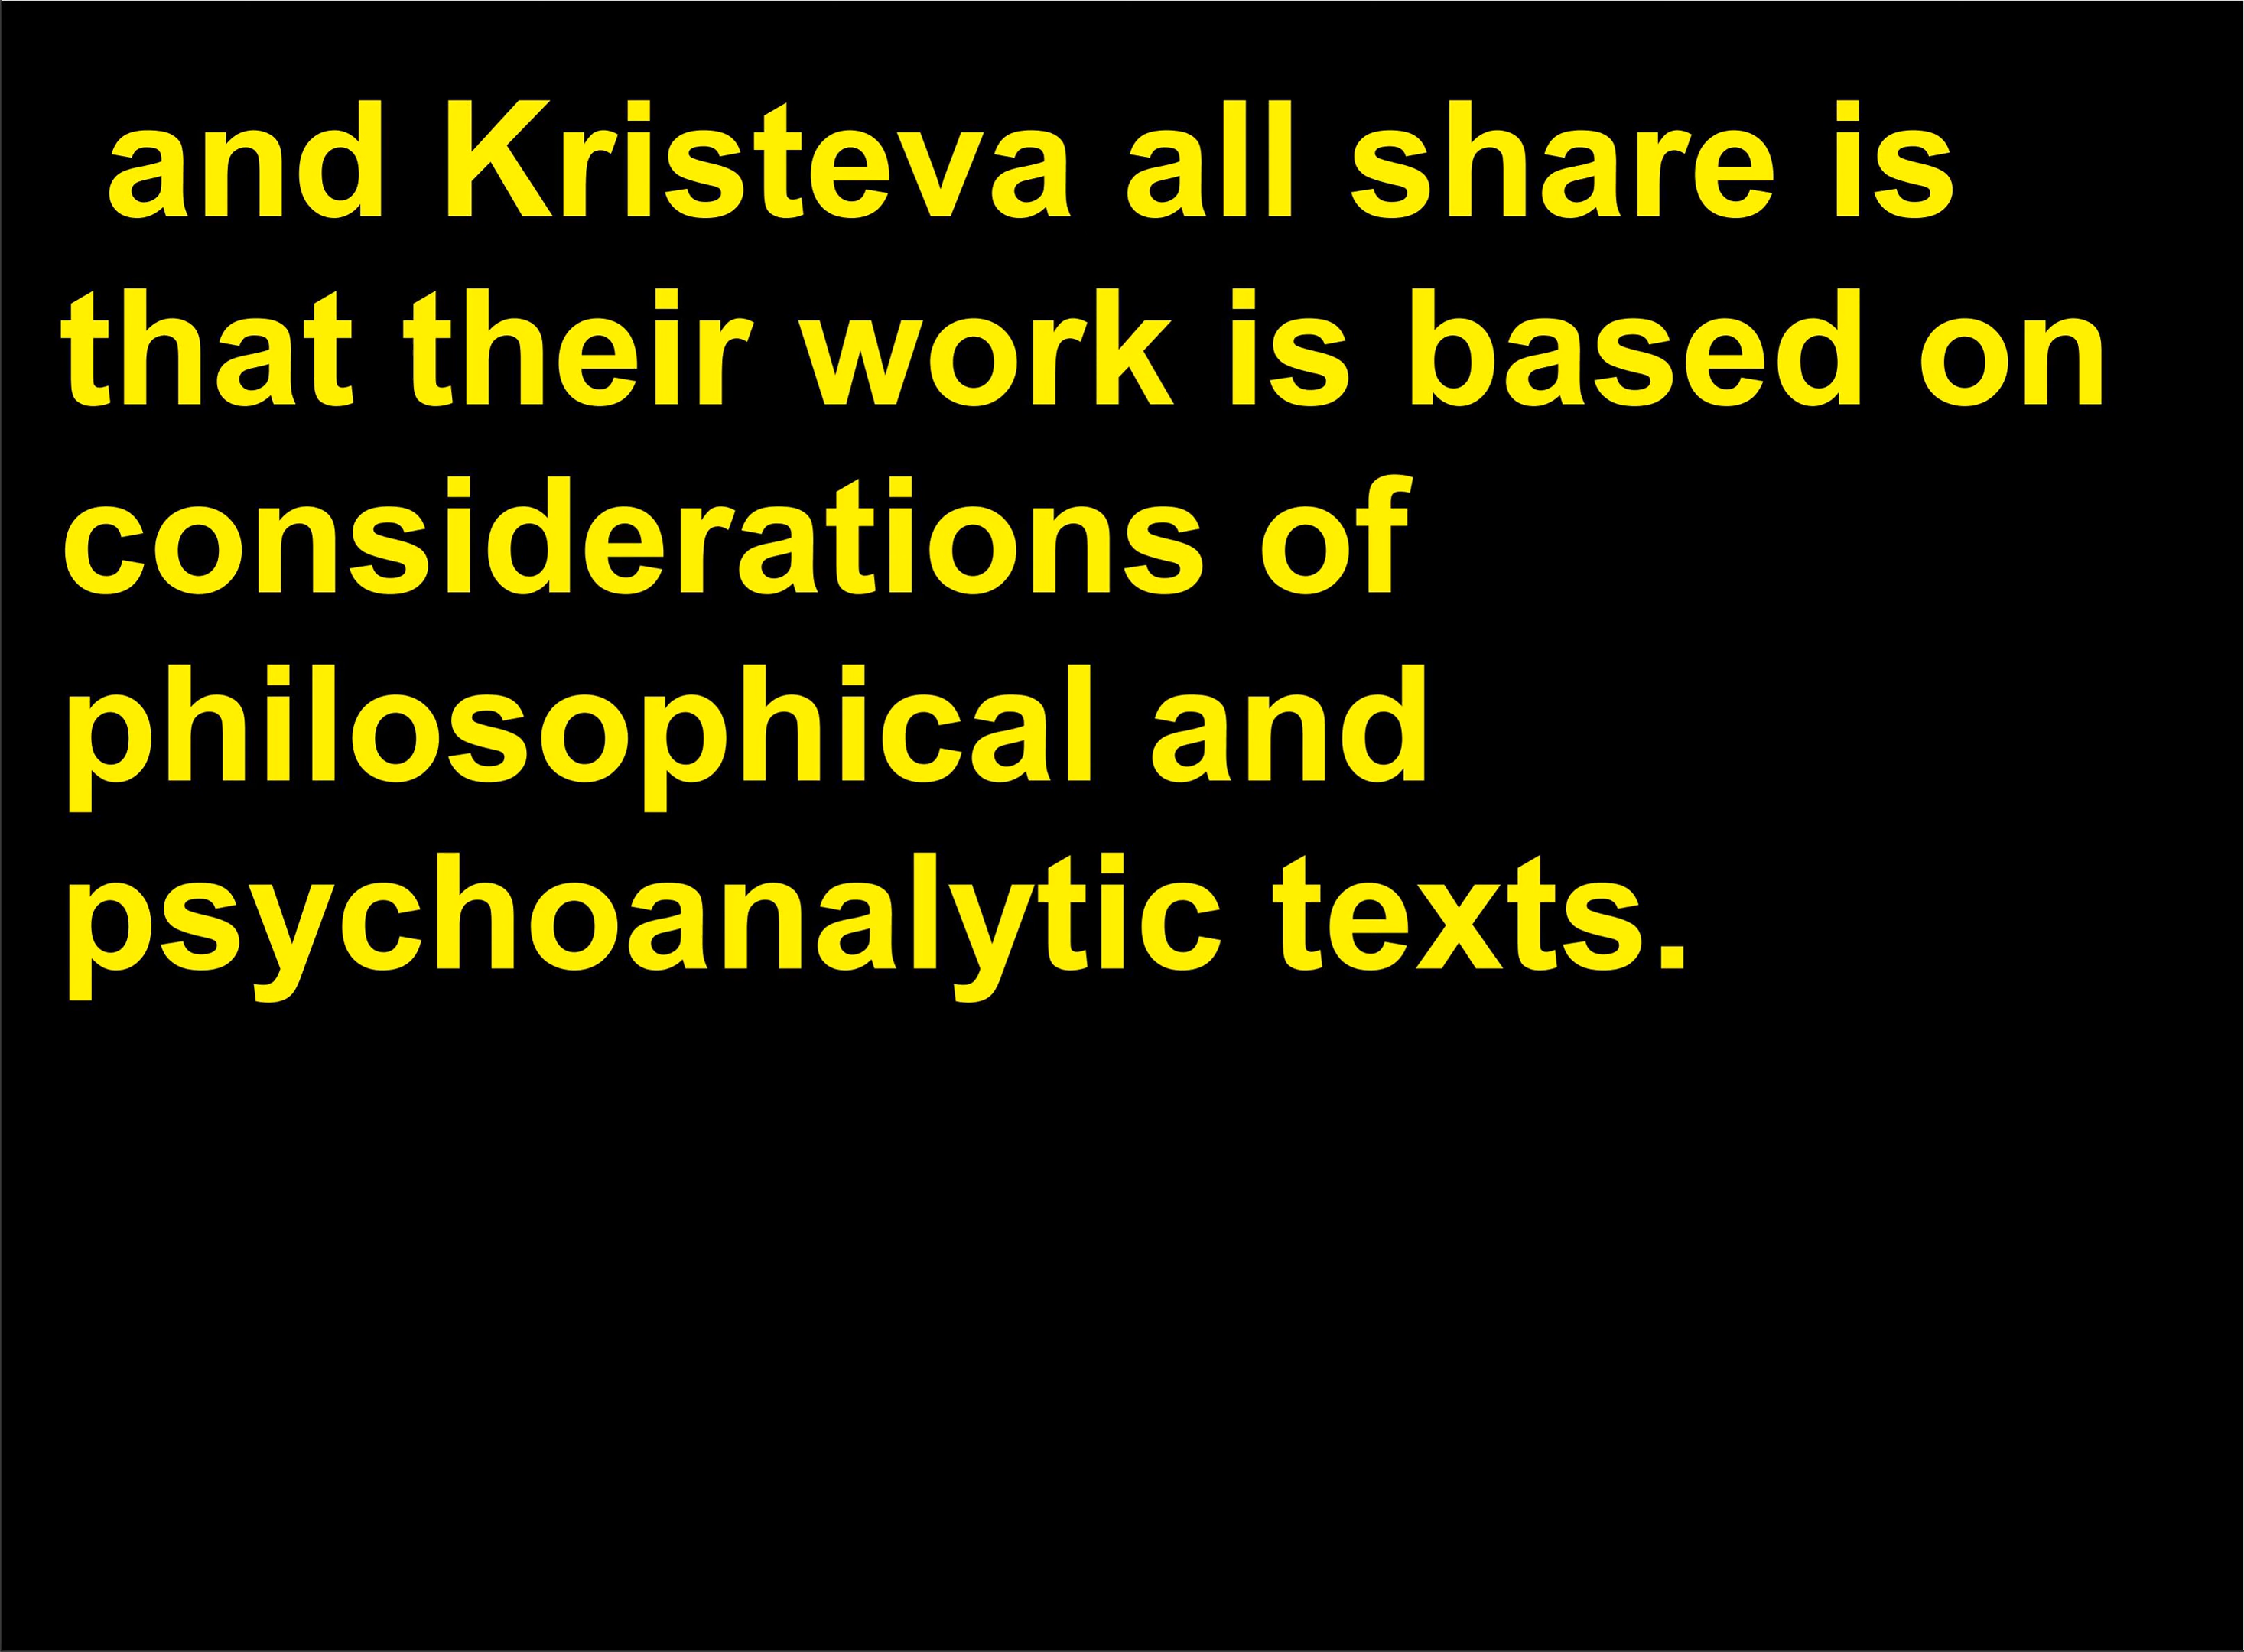 and Kristeva all share is
that their work is based on
considerations of
philosophical and
psychoanalytic texts.